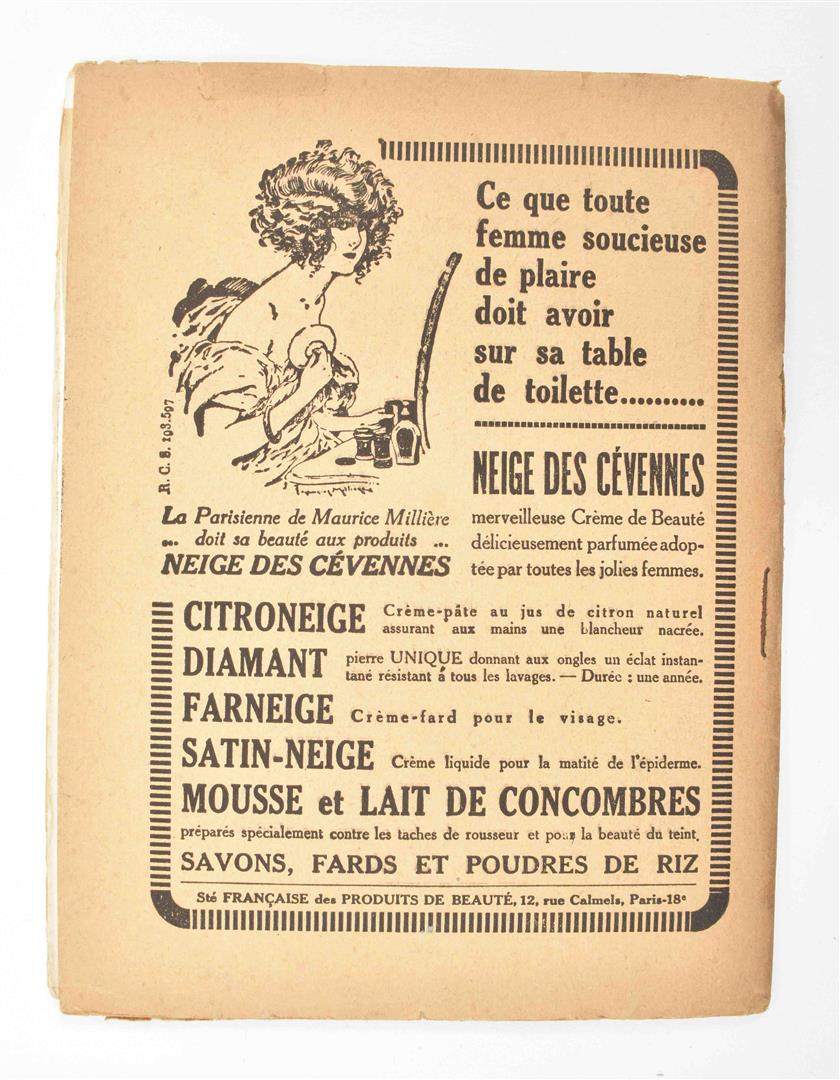 Ce que toute
femme soucieuse
de plaire
doit avoir
sur sa table
de toilette..........
R. C. S. 193.597
La Parisienne de Maurice Millière
... doit sa beauté aux produits ...
NEIGE DES CÉVENNES
NEIGE DES CÉVENNES
merveilleuse Crème de Beauté
délicieusement parfumée adop-
tée par toutes les jolies femmes.
CITRONEIGE Crème-pâte au jus de citron naturel
assurant aux mains une blancheur nacrée.
DIAMANT pierre UNIQUE donnant aux ongles un éclat instan-
tané résistant à tous les lavages. — Durée : une année.
FARNEIGE Crème-fard pour le visage.
SATIN-NEIGE Crème liquide pour la matité de l'épiderme.
MOUSSE et LAIT DE CONCOMBRES
préparés spécialement contre les taches de rousseur et pour la beauté du teint.
SAVONS, FARDS ET POUDRES DE RIZ
Sté FRANÇAISE des PRODUITS DE BEAUTÉ, 12, rue Calmels, Paris-18e